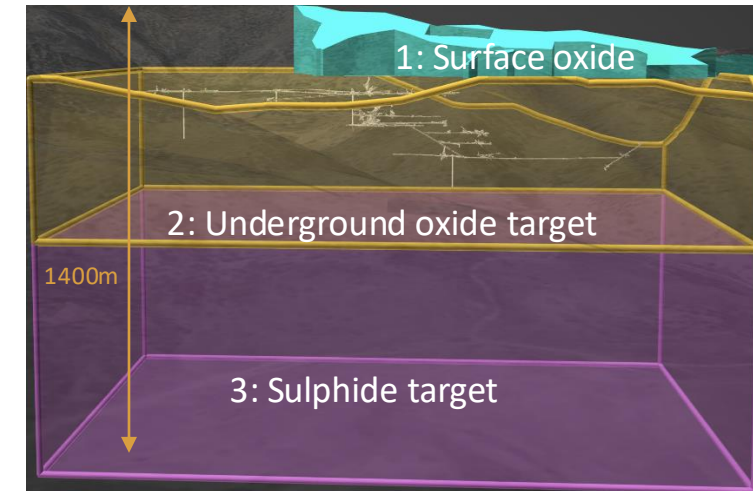 1: Surface oxide
2: Underground oxide target
1400m
3: Sulphide target